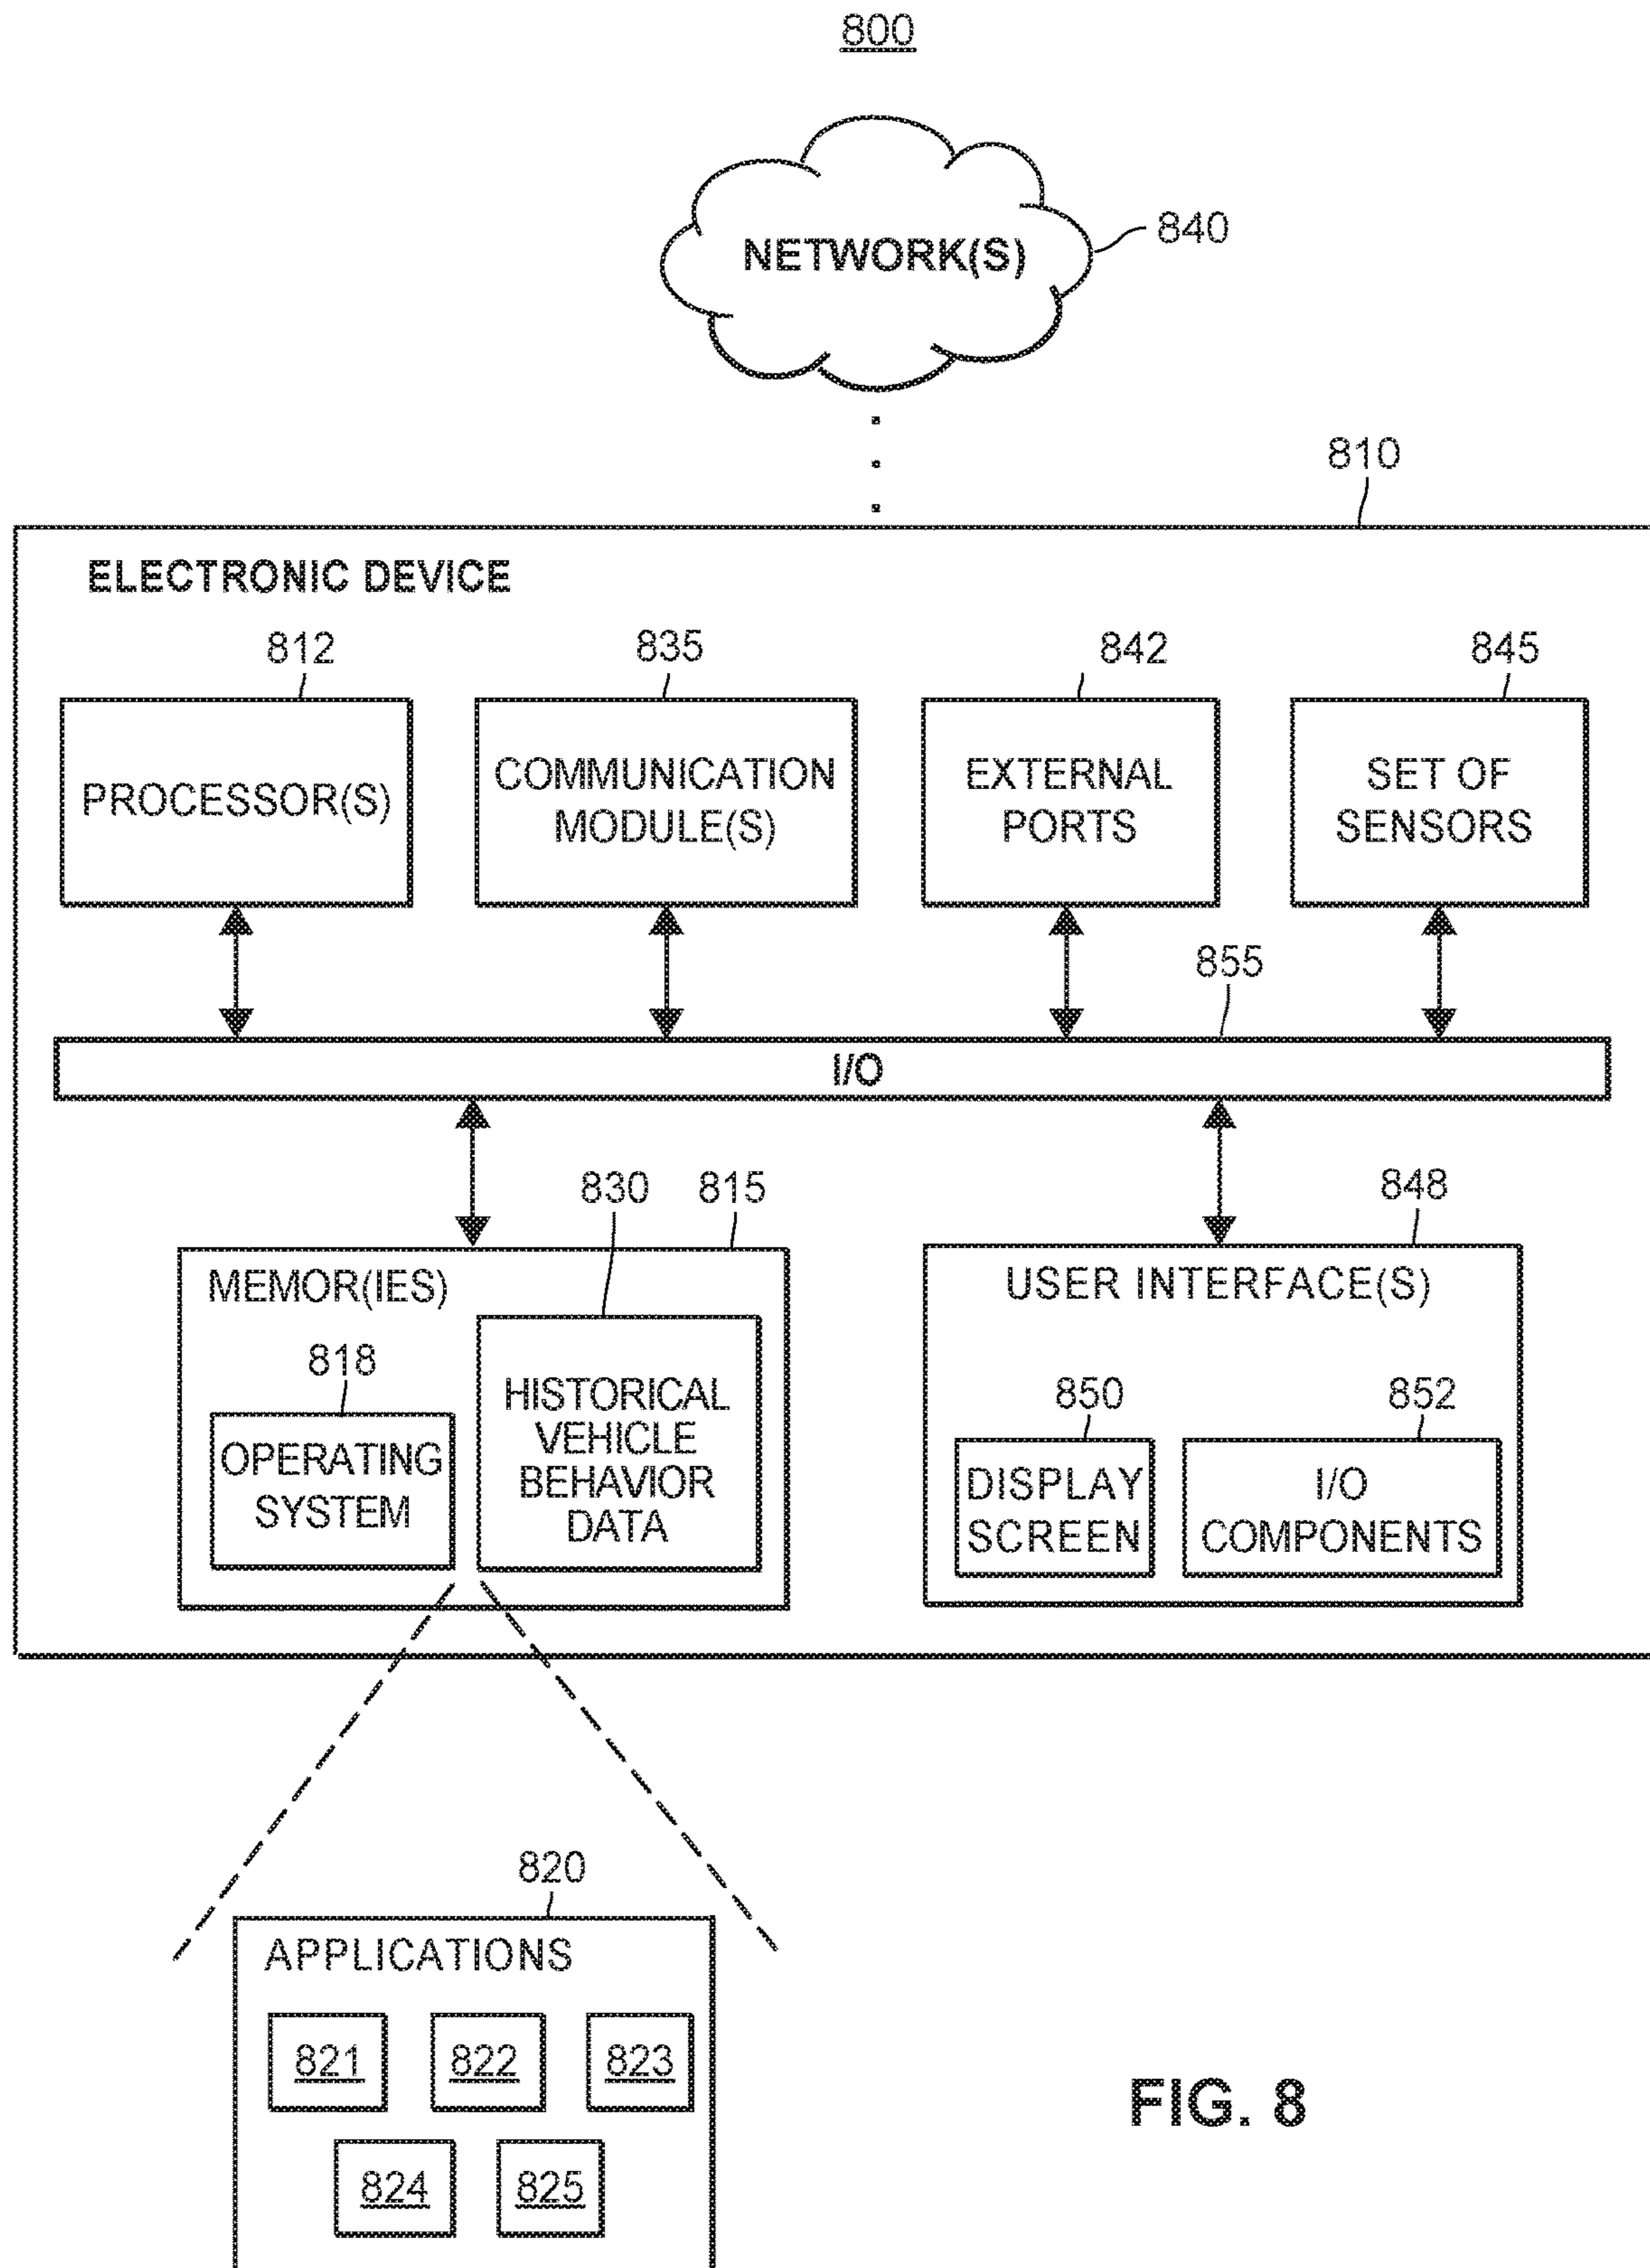 800
NETWORK(S)
840
810
ELECTRONIC DEVICE
812
835
842
845
PROCESSOR(S)
COMMUNICATION
MODULE(S)
EXTERNAL
PORTS
SET OF
SENSORS
855
I/O
830
815
848
MEMOR(IES)
818
OPERATING
SYSTEM
HISTORICAL
VEHICLE
BEHAVIOR
DATA
USER INTERFACE(S)
850
852
DISPLAY
SCREEN
I/O
COMPONENTS
820
APPLICATIONS
821
822
823
824
825
FIG. 8